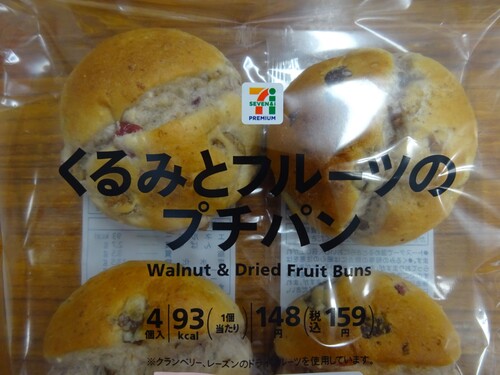 SEVEN&i
PREMIUM
くるみとフルーツの
プチパン
Walnut & Dried Fruit Buns
4個入 93kcal(1個当たり) 148円(税込159円)
※クランベリー、レーズンのドライフルーツを使用しています。